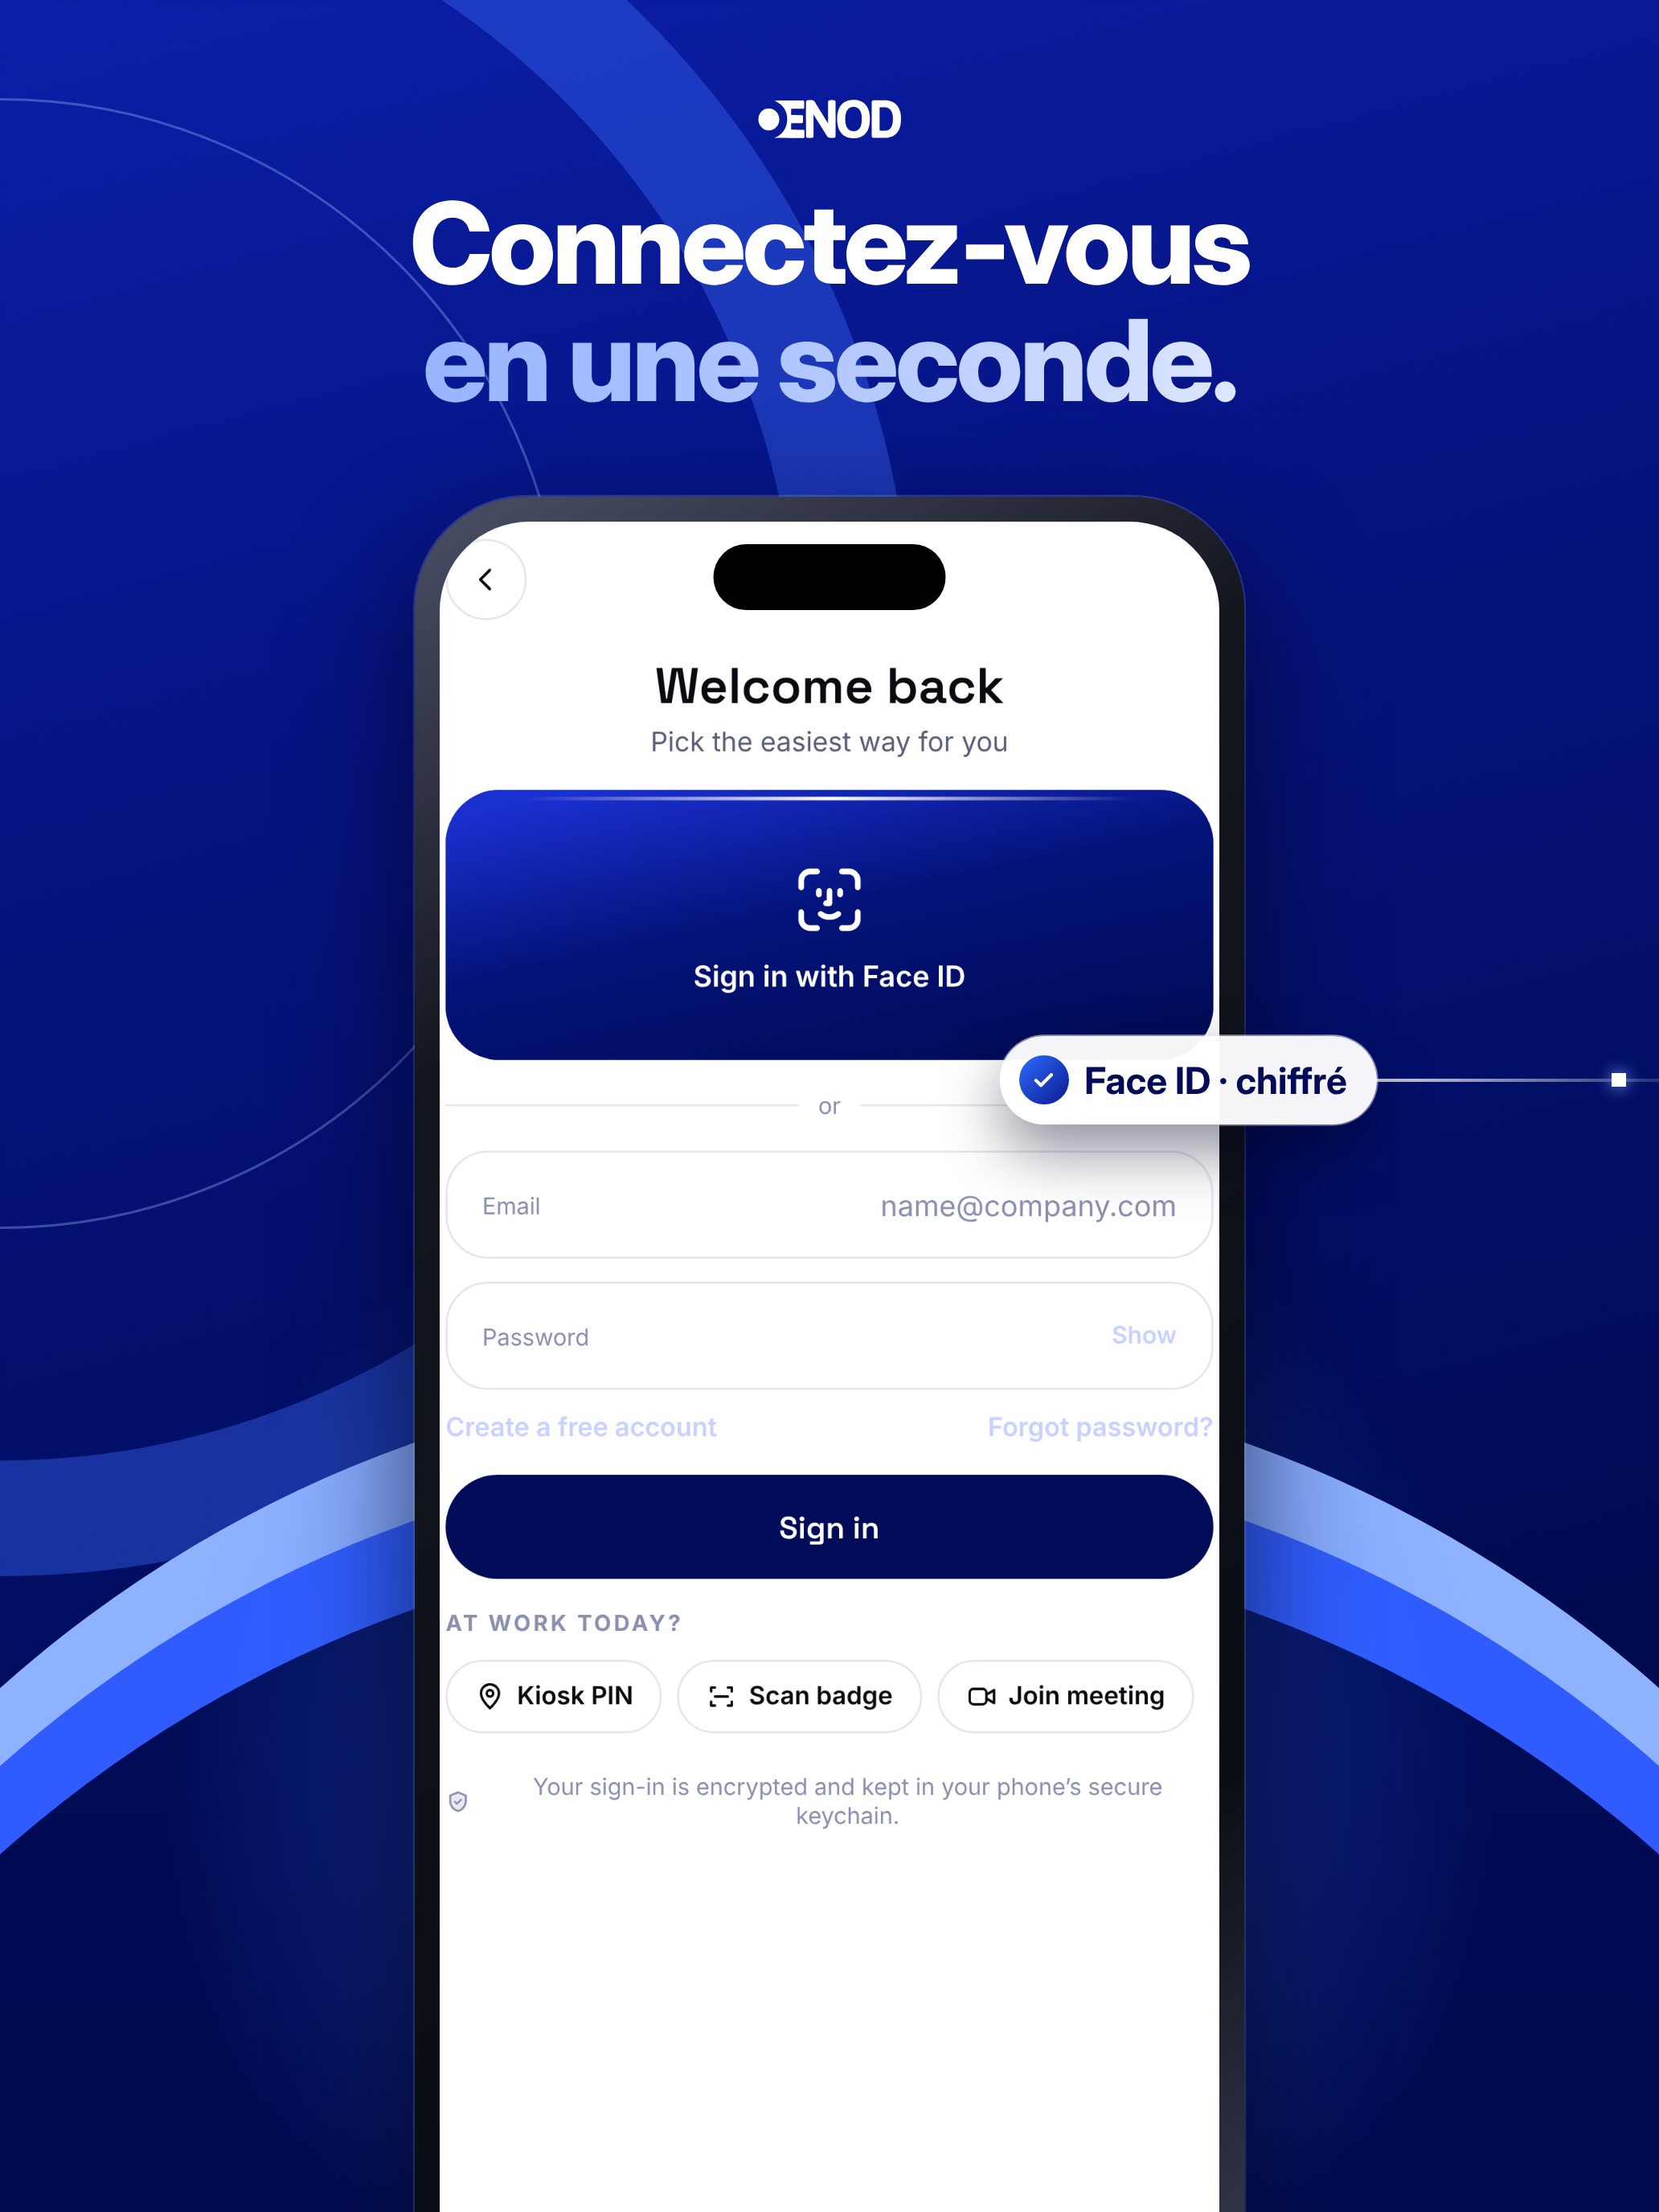 ENOD
Connectez-vous
en une seconde.
Welcome back
Pick the easiest way for you
Sign in with Face ID
Face ID · chiffré
or
Email
name@company.com
Password
Show
Create a free account
Forgot password?
Sign in
AT WORK TODAY?
Kiosk PIN
Scan badge
Join meeting
Your sign-in is encrypted and kept in your phone’s secure
keychain.